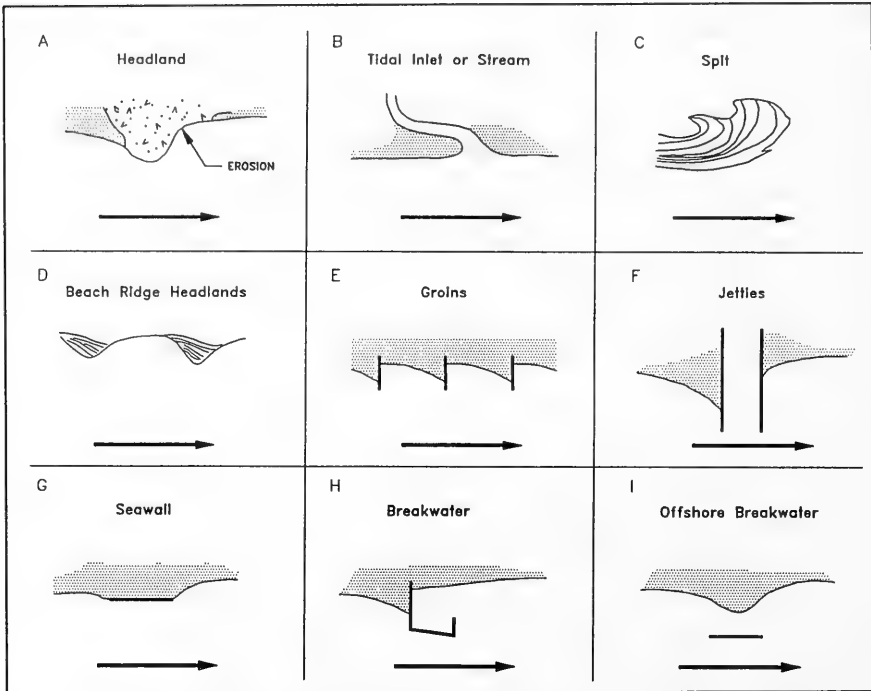 A
Headland
EROSION
B
Tidal Inlet or Stream
C
Spit
D
Beach Ridge Headlands
E
Groins
F
Jetties
G
Seawall
H
Breakwater
I
Offshore Breakwater